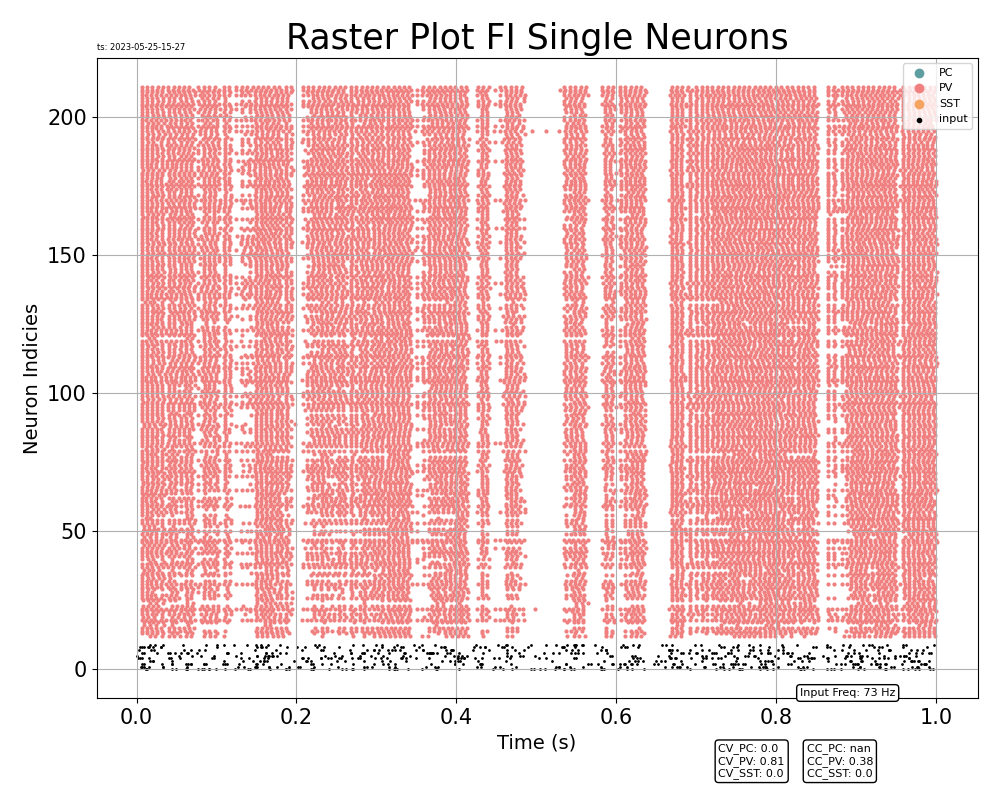 Raster Plot FI Single Neurons
ts: 2023-05-25-15-27
PC
PV
SST
input
200
150
100
50
0
Neuron Indicies
0.0 0.2 0.4 0.6 0.8 1.0
Time (s)
Input Freq: 73 Hz
CV_PC: 0.0
CV_PV: 0.81
CV_SST: 0.0
CC_PC: nan
CC_PV: 0.38
CC_SST: 0.0